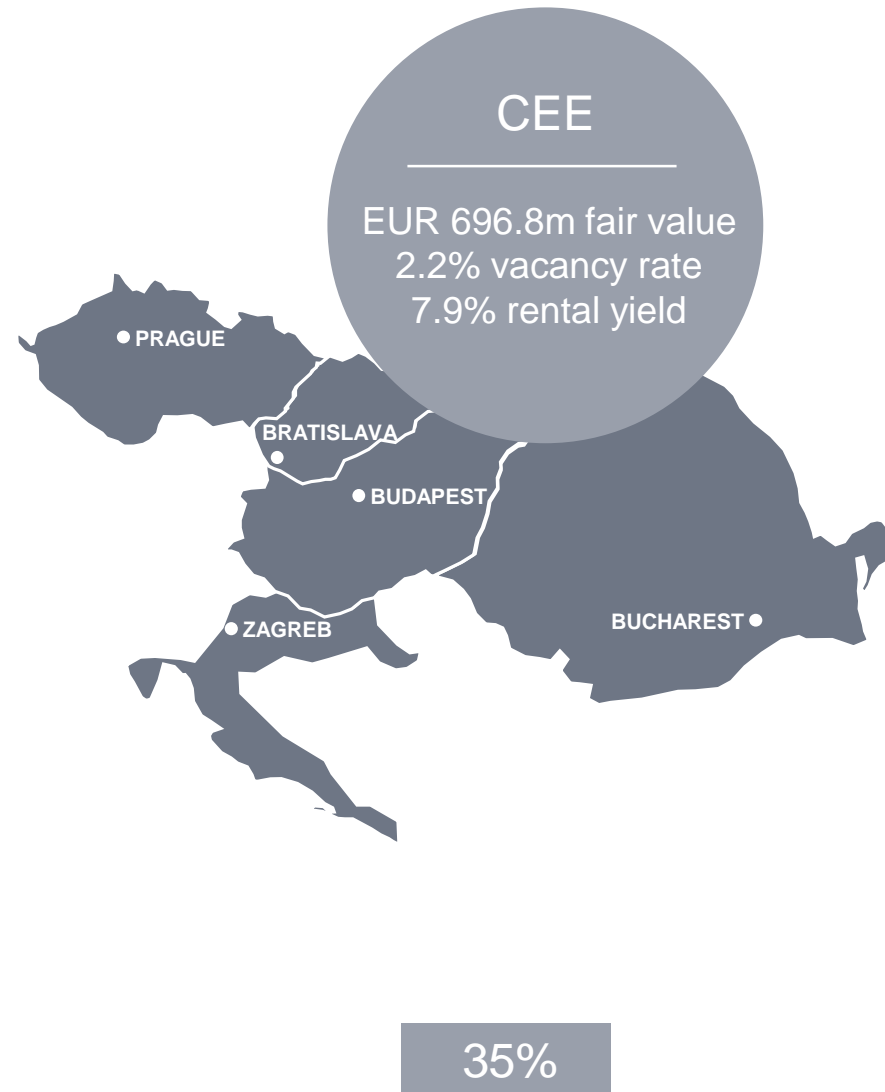 CEE
EUR 696.8m fair value
2.2% vacancy rate
7.9% rental yield
PRAGUE
BRATISLAVA
BUDAPEST
ZAGREB
BUCHAREST
35%